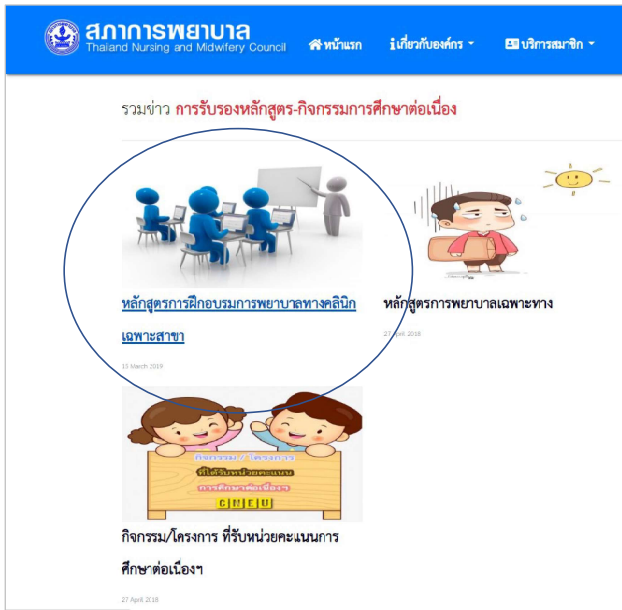 สภาการพยาบาล
Thailand Nursing and Midwifery Council
หน้าแรก
เกี่ยวกับองค์กร
บริการสมาชิก
รวมข่าว การรับรองหลักสูตร-กิจกรรมการศึกษาต่อเนื่อง
หลักสูตรการฝึกอบรมการพยาบาลทางคลินิก
เฉพาะสาขา
13 March 2019
หลักสูตรการพยาบาลเฉพาะทาง
27 April 2018
กิจกรรม / โครงการ
ที่ได้รับหน่วยคะแนน
การศึกษาต่อเนื่องฯ
CNEU
กิจกรรม/โครงการ ที่รับหน่วยคะแนนการ
ศึกษาต่อเนื่องฯ
27 April 2018